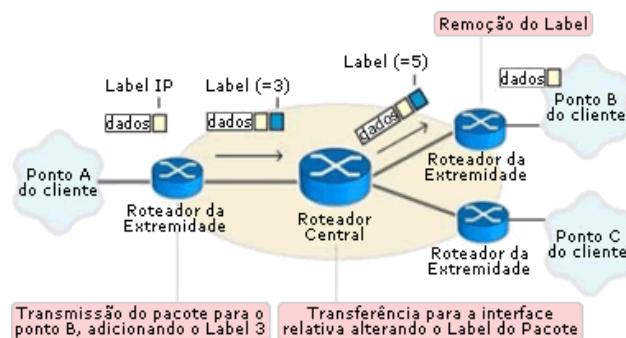 Remoção do Label
Label (=5)
Label IP
Label (=3)
dados
dados
dados
dados
Ponto B
do cliente
Ponto A
do cliente
Roteador da
Extremidade
Roteador da
Extremidade
Roteador
Central
Roteador da
Extremidade
Ponto C
do cliente
Transmissão do pacote para o
ponto B, adicionando o Label 3
Transferência para a interface
relativa alterando o Label do Pacote